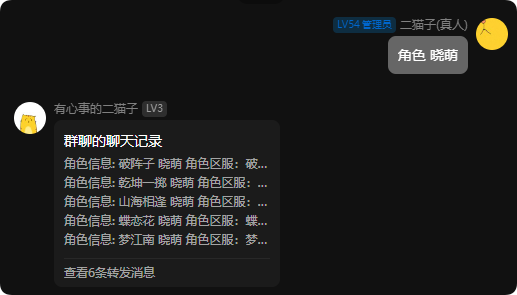 LV54 管理员 二猫子(真人)
角色 晓萌
有心事的二猫子 LV3
群聊的聊天记录
角色信息: 破阵子 晓萌 角色区服：破...
角色信息: 乾坤一掷 晓萌 角色区服：...
角色信息: 山海相逢 晓萌 角色区服：...
角色信息: 蝶恋花 晓萌 角色区服：蝶...
角色信息: 梦江南 晓萌 角色区服：梦...
查看6条转发消息